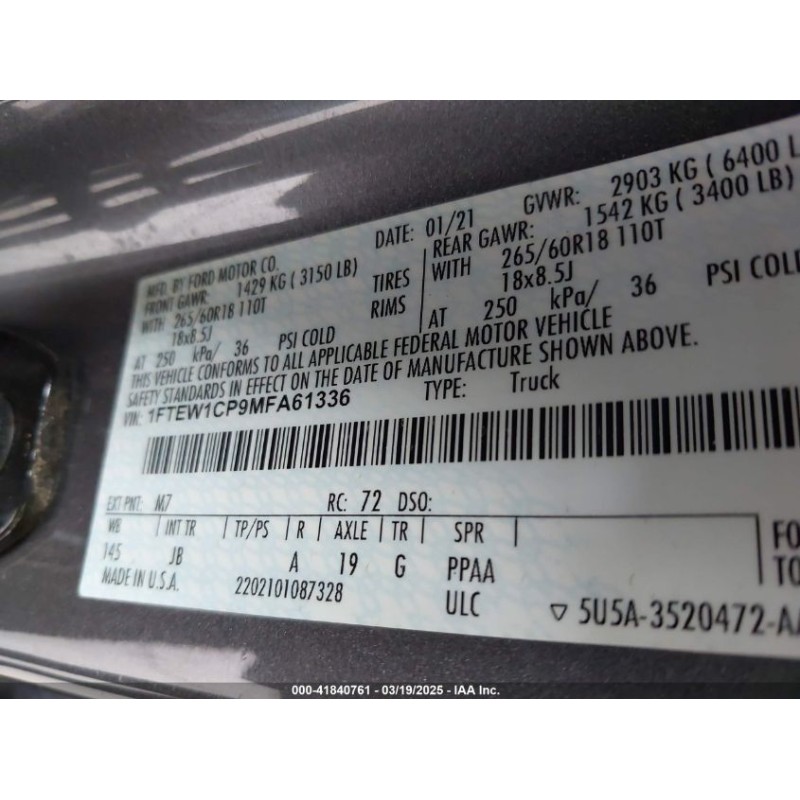 MFD. BY FORD MOTOR CO.
DATE: 01/21
GVWR: 2903 KG ( 6400 L
FRONT GAWR: 1429 KG ( 3150 LB)
REAR GAWR: 1542 KG ( 3400 LB)
WITH 265/60R18 110T
TIRES
WITH 265/60R18 110T
18x8.5J
RIMS
18x8.5J
AT 250 kPa/ 36 PSI COLD
AT 250 kPa/ 36 PSI COLD
THIS VEHICLE CONFORMS TO ALL APPLICABLE FEDERAL MOTOR VEHICLE
SAFETY STANDARDS IN EFFECT ON THE DATE OF MANUFACTURE SHOWN ABOVE.
VIN: 1FTEW1CP9MFA61336
TYPE: Truck
EXT PNT: M7 RC: 72 DSO:
WB INT TR TP/PS R AXLE TR SPR
145 JB A 19 G PPAA
FO
TO
MADE IN U.S.A. 2202101087328 ULC
▽ 5U5A-3520472-AA
000-41840761 - 03/19/2025 - IAA Inc.